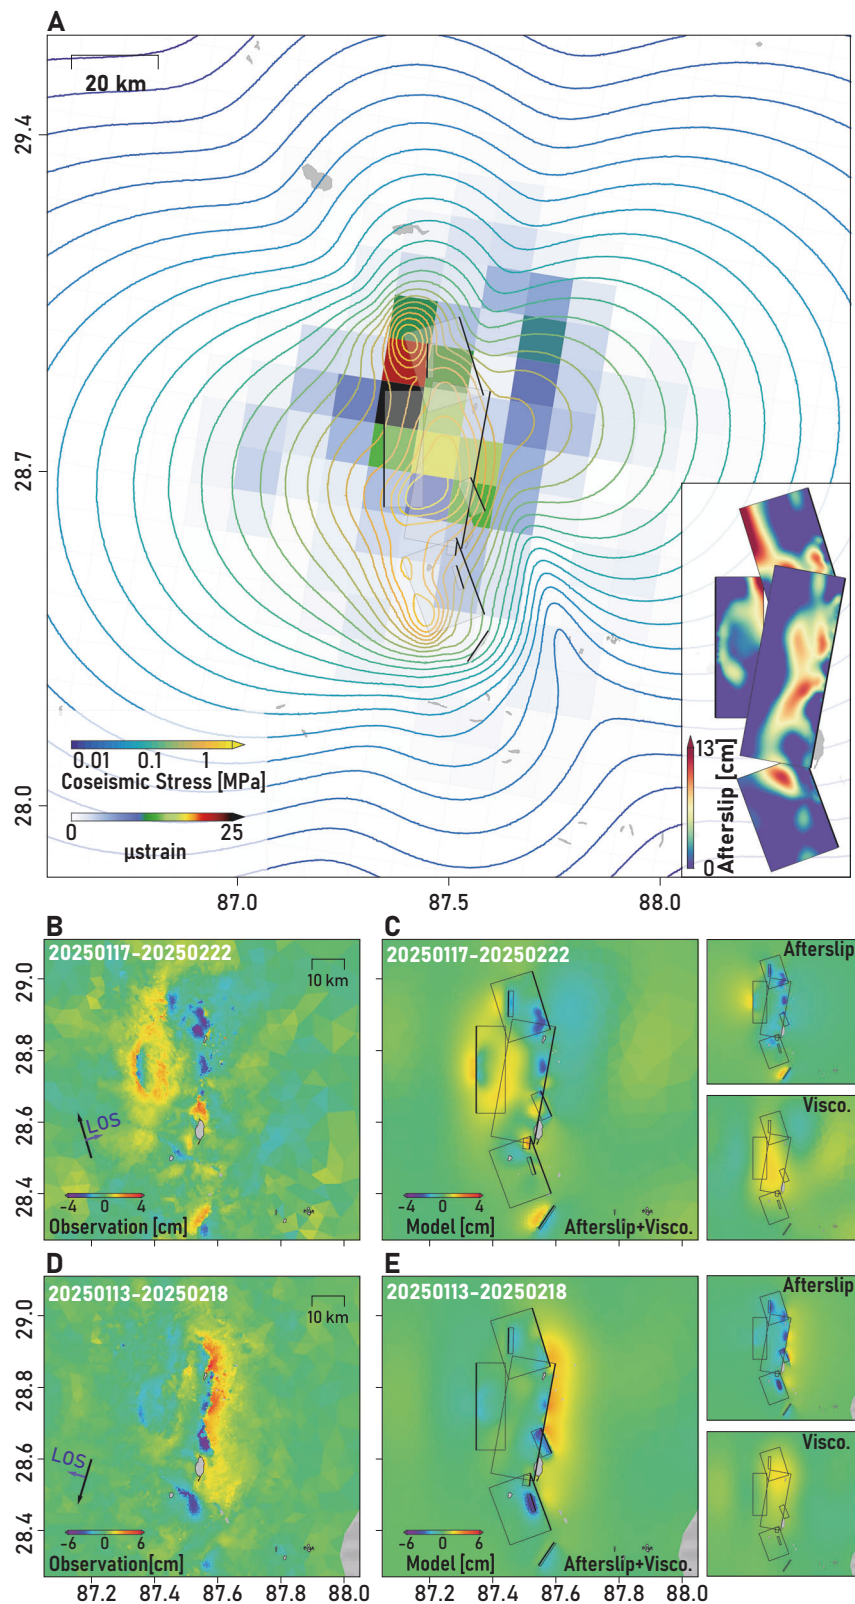 A
20 km
29.4
28.7
28.0
0.01 0.1 1
Coseismic Stress [MPa]
0 25
μstrain
13
0
Afterslip [cm]
87.0 87.5 88.0
B
20250117-20250222
10 km
29.0
28.8
28.6
28.4
LOS
-4 0 4
Observation [cm]
C
20250117-20250222
-4 0 4
Model [cm] Afterslip+Visco.
Afterslip
Visco.
D
20250113-20250218
10 km
29.0
28.8
28.6
28.4
LOS
-6 0 6
Observation[cm]
87.2 87.4 87.6 87.8 88.0
E
20250113-20250218
-6 0 6
Model [cm] Afterslip+Visco.
87.2 87.4 87.6 87.8 88.0
Afterslip
Visco.